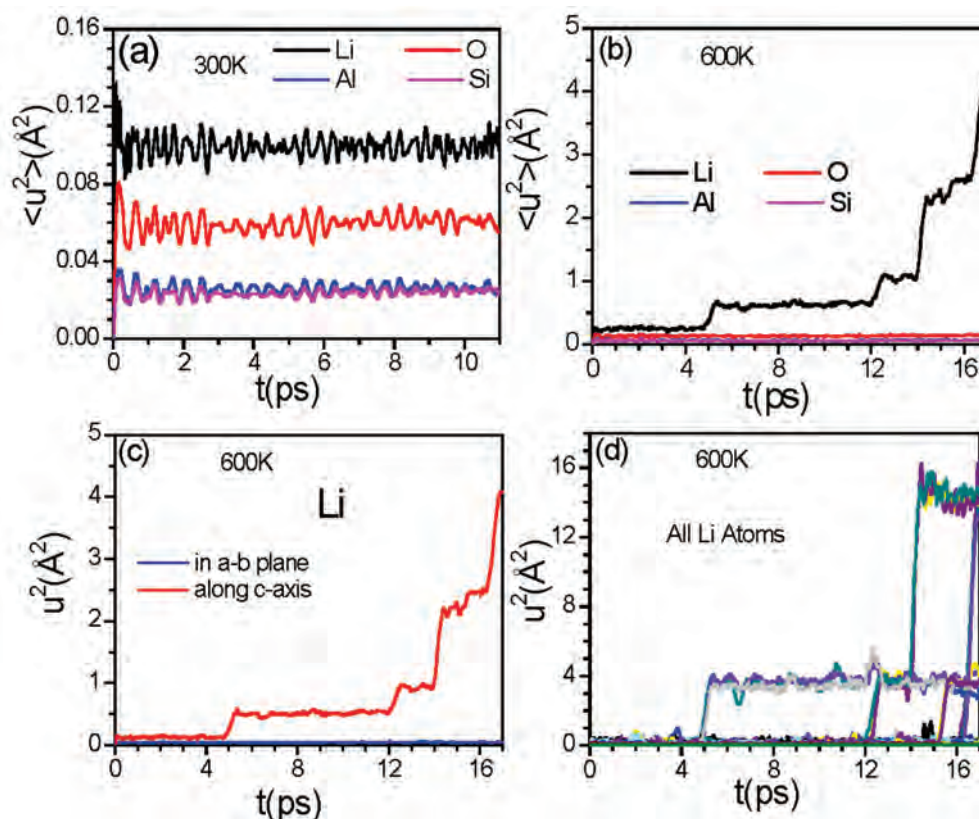 (a)
300K
Li
O
Al
Si
<u²>(Å²)
0.16
0.12
0.08
0.04
0.00
0 2 4 6 8 10
t(ps)
(b)
600K
Li
O
Al
Si
<u²>(Å²)
5
4
3
2
1
0
0 4 8 12 16
t(ps)
(c)
600K
Li
in a-b plane
along c-axis
u²(Å²)
5
4
3
2
1
0
0 4 8 12 16
t(ps)
(d)
600K
All Li Atoms
u²(Å²)
16
12
8
4
0
0 4 8 12 16
t(ps)